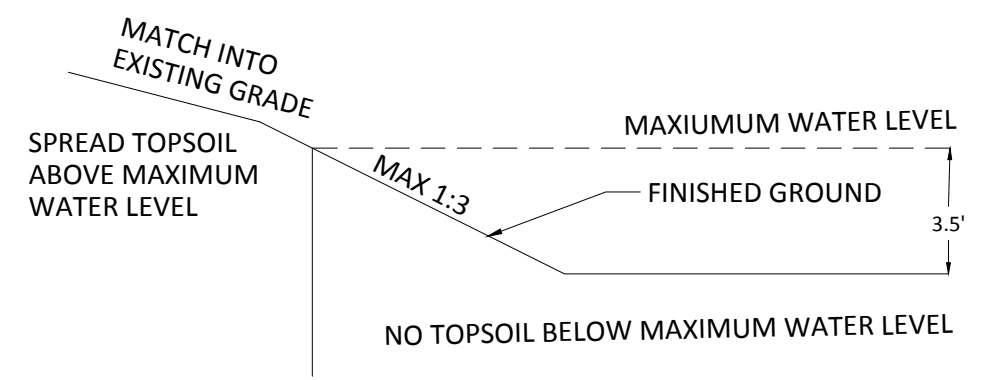 MATCH INTO
EXISTING GRADE
SPREAD TOPSOIL
ABOVE MAXIMUM
WATER LEVEL
MAXIUMUM WATER LEVEL
MAX 1:3
FINISHED GROUND
3.5'
NO TOPSOIL BELOW MAXIMUM WATER LEVEL